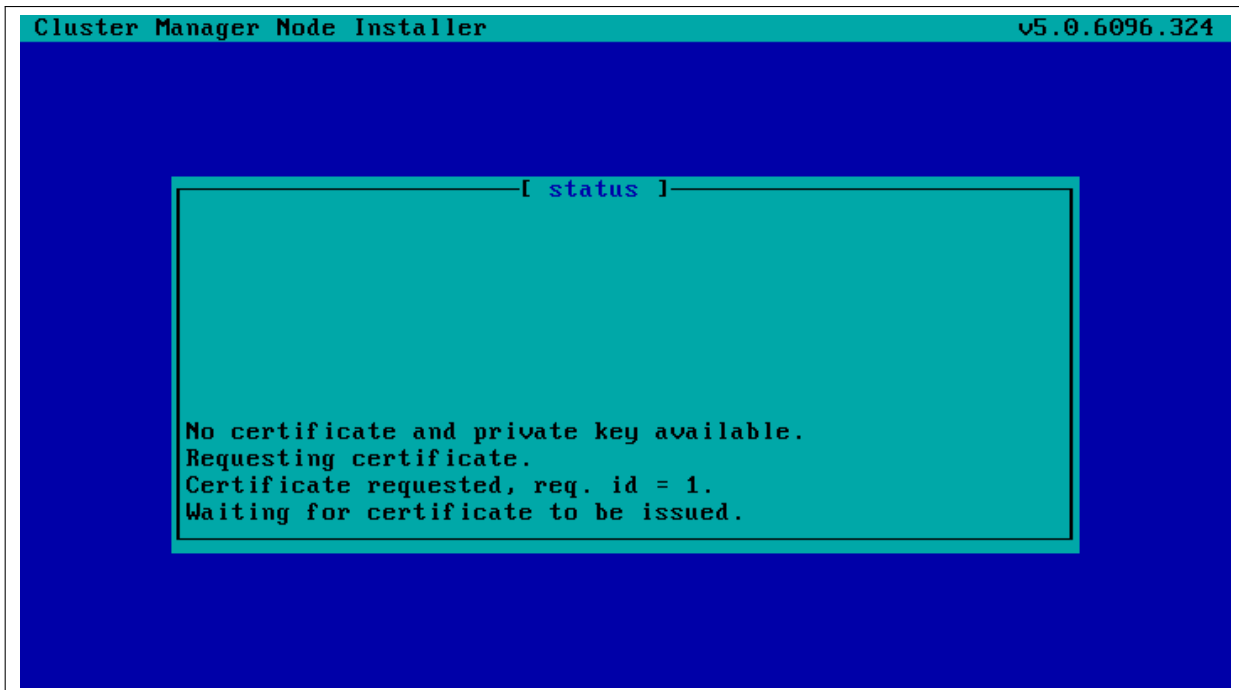 Cluster Manager Node Installer v5.0.6096.324
[ status ]
No certificate and private key available.
Requesting certificate.
Certificate requested, req. id = 1.
Waiting for certificate to be issued.